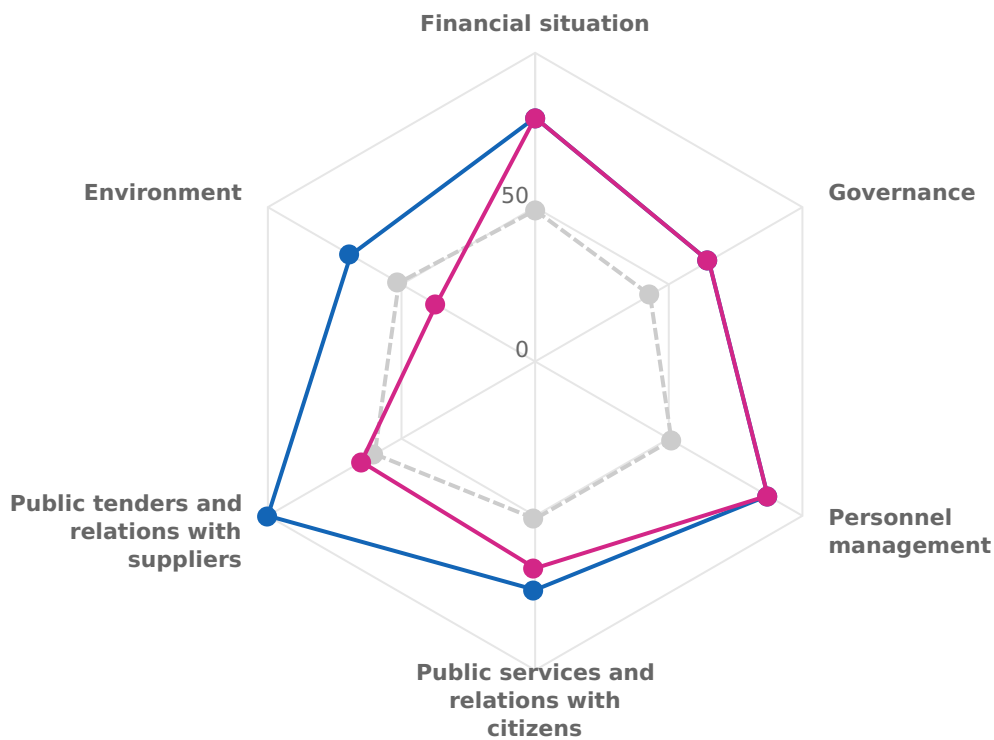 Financial situation
Environment
50
Governance
0
Public tenders and
relations with
suppliers
Personnel
management
Public services and
relations with
citizens